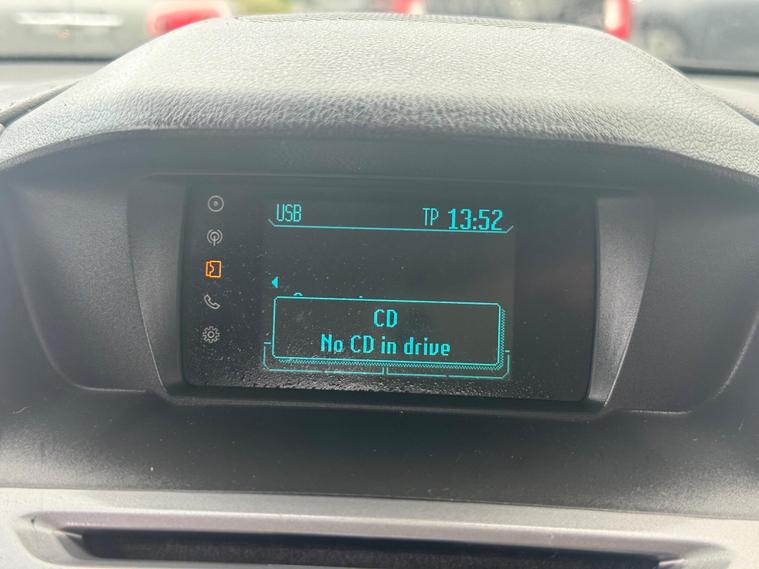 USB TP 13:52
CD
No CD in drive